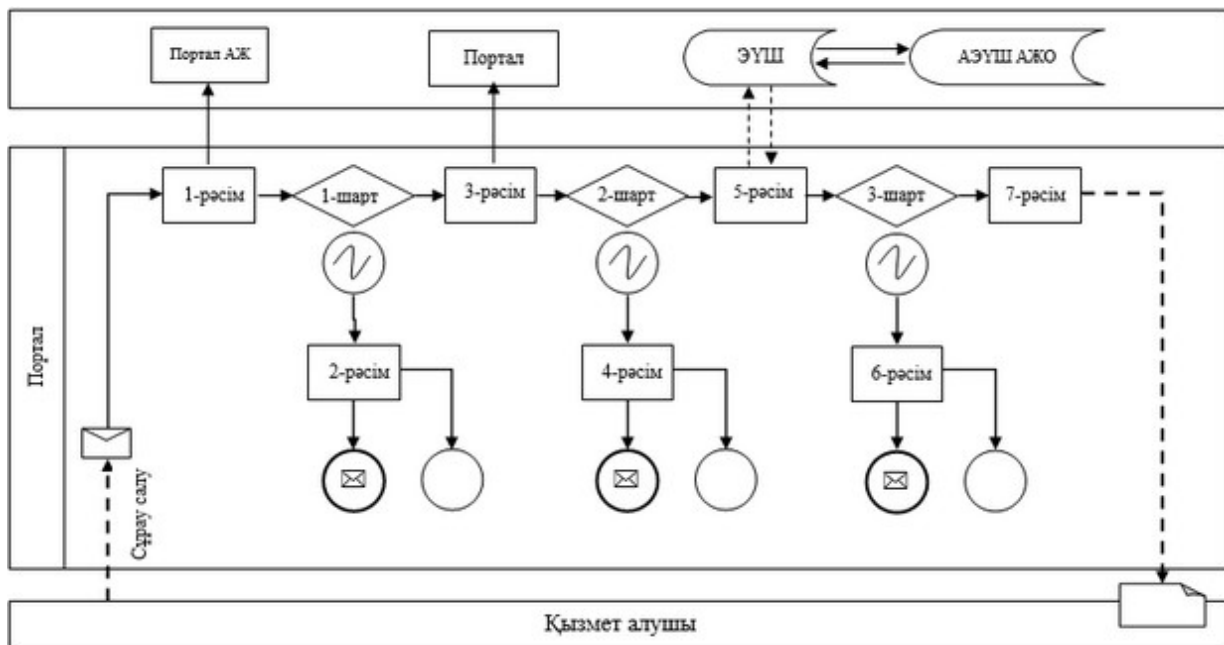 Портал АЖ
Портал
ЭҮШ
АЭҮШ АЖО
1-рәсім
1-шарт
3-рәсім
2-шарт
5-рәсім
3-шарт
7-рәсім
Портал
2-рәсім
4-рәсім
6-рәсім
Сұрау салу
Қызмет алушы